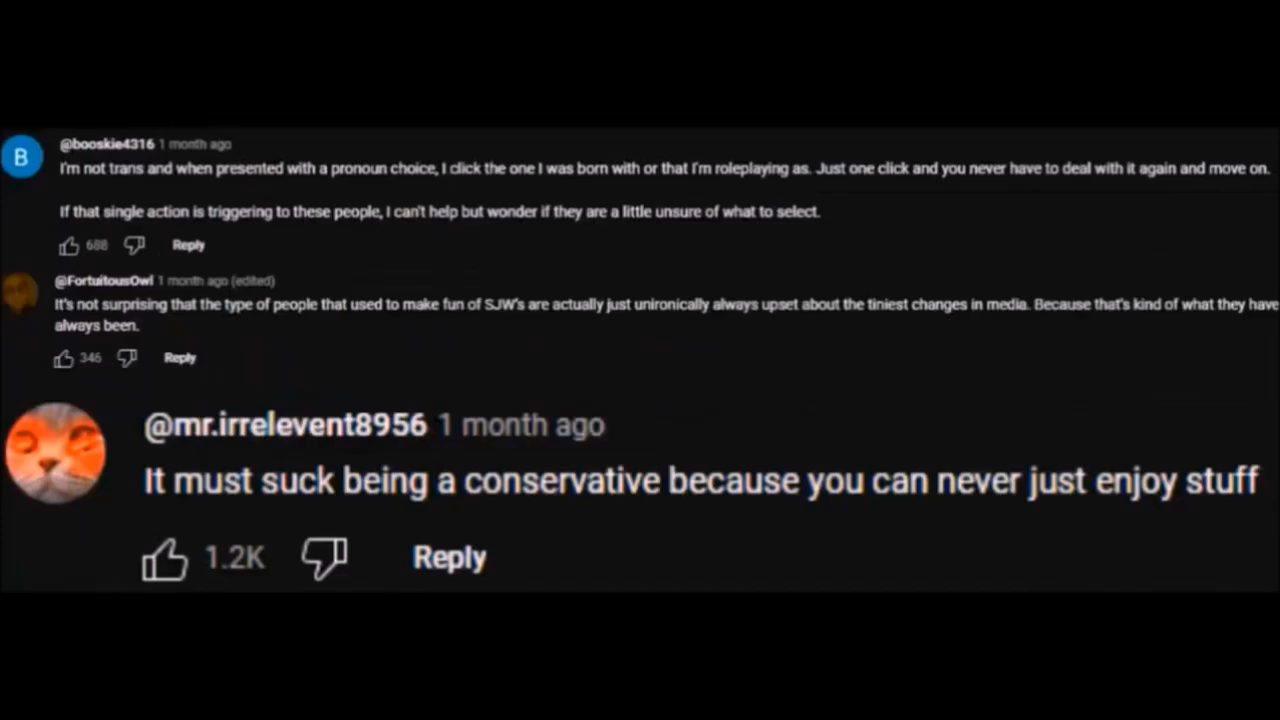 B
@booskie4316 1 month ago
I'm not trans and when presented with a pronoun choice, I click the one I was born with or that I'm roleplaying as. Just one click and you never have to deal with it again and move on.
If that single action is triggering to these people, I can't help but wonder if they are a little unsure of what to select.
688 Reply
@FortuitousOwl 1 month ago (edited)
It's not surprising that the type of people that used to make fun of SJW's are actually just unironically always upset about the tiniest changes in media. Because that's kind of what they have
always been.
346 Reply
@mr.irrelevent8956 1 month ago
It must suck being a conservative because you can never just enjoy stuff
1.2K Reply